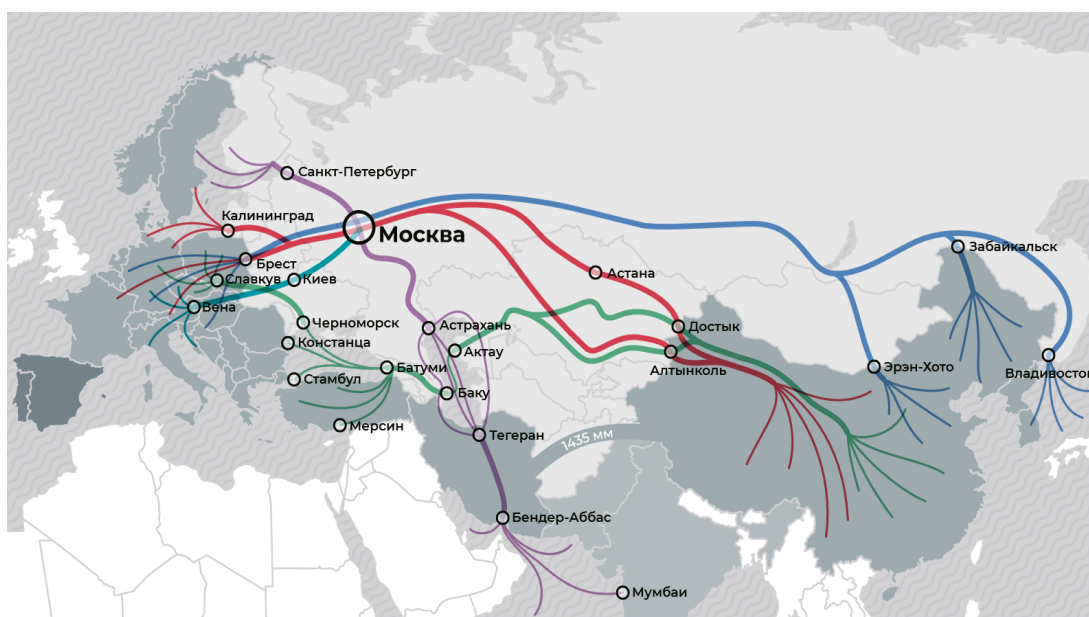 Санкт-Петербург
Калининград
Москва
Забайкальск
Брест
Астана
Славкув
Киев
Вена
Черноморск
Астрахань
Достык
Констанца
Актау
Владивосток
Алтынколь
Эрэн-Хото
Батуми
Стамбул
Баку
Мерсин
Тегеран
1435 мм
Бендер-Аббас
Мумбаи